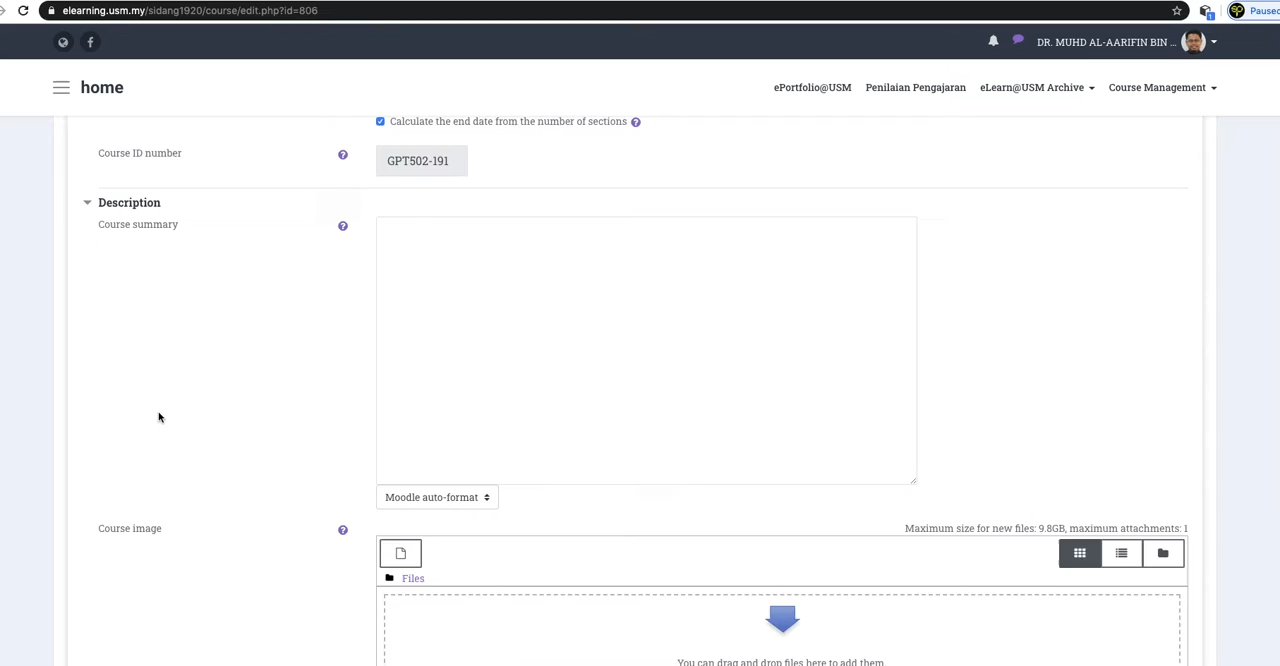 elearning.usm.my/sidang1920/course/edit.php?id=806
Paused
DR. MUHD AL-AARIFIN BIN ...
home
ePortfolio@USM
Penilaian Pengajaran
eLearn@USM Archive
Course Management
Calculate the end date from the number of sections
Course ID number
GPT502-191
Description
Course summary
Moodle auto-format
Course image
Maximum size for new files: 9.8GB, maximum attachments: 1
Files
You can drag and drop files here to add them